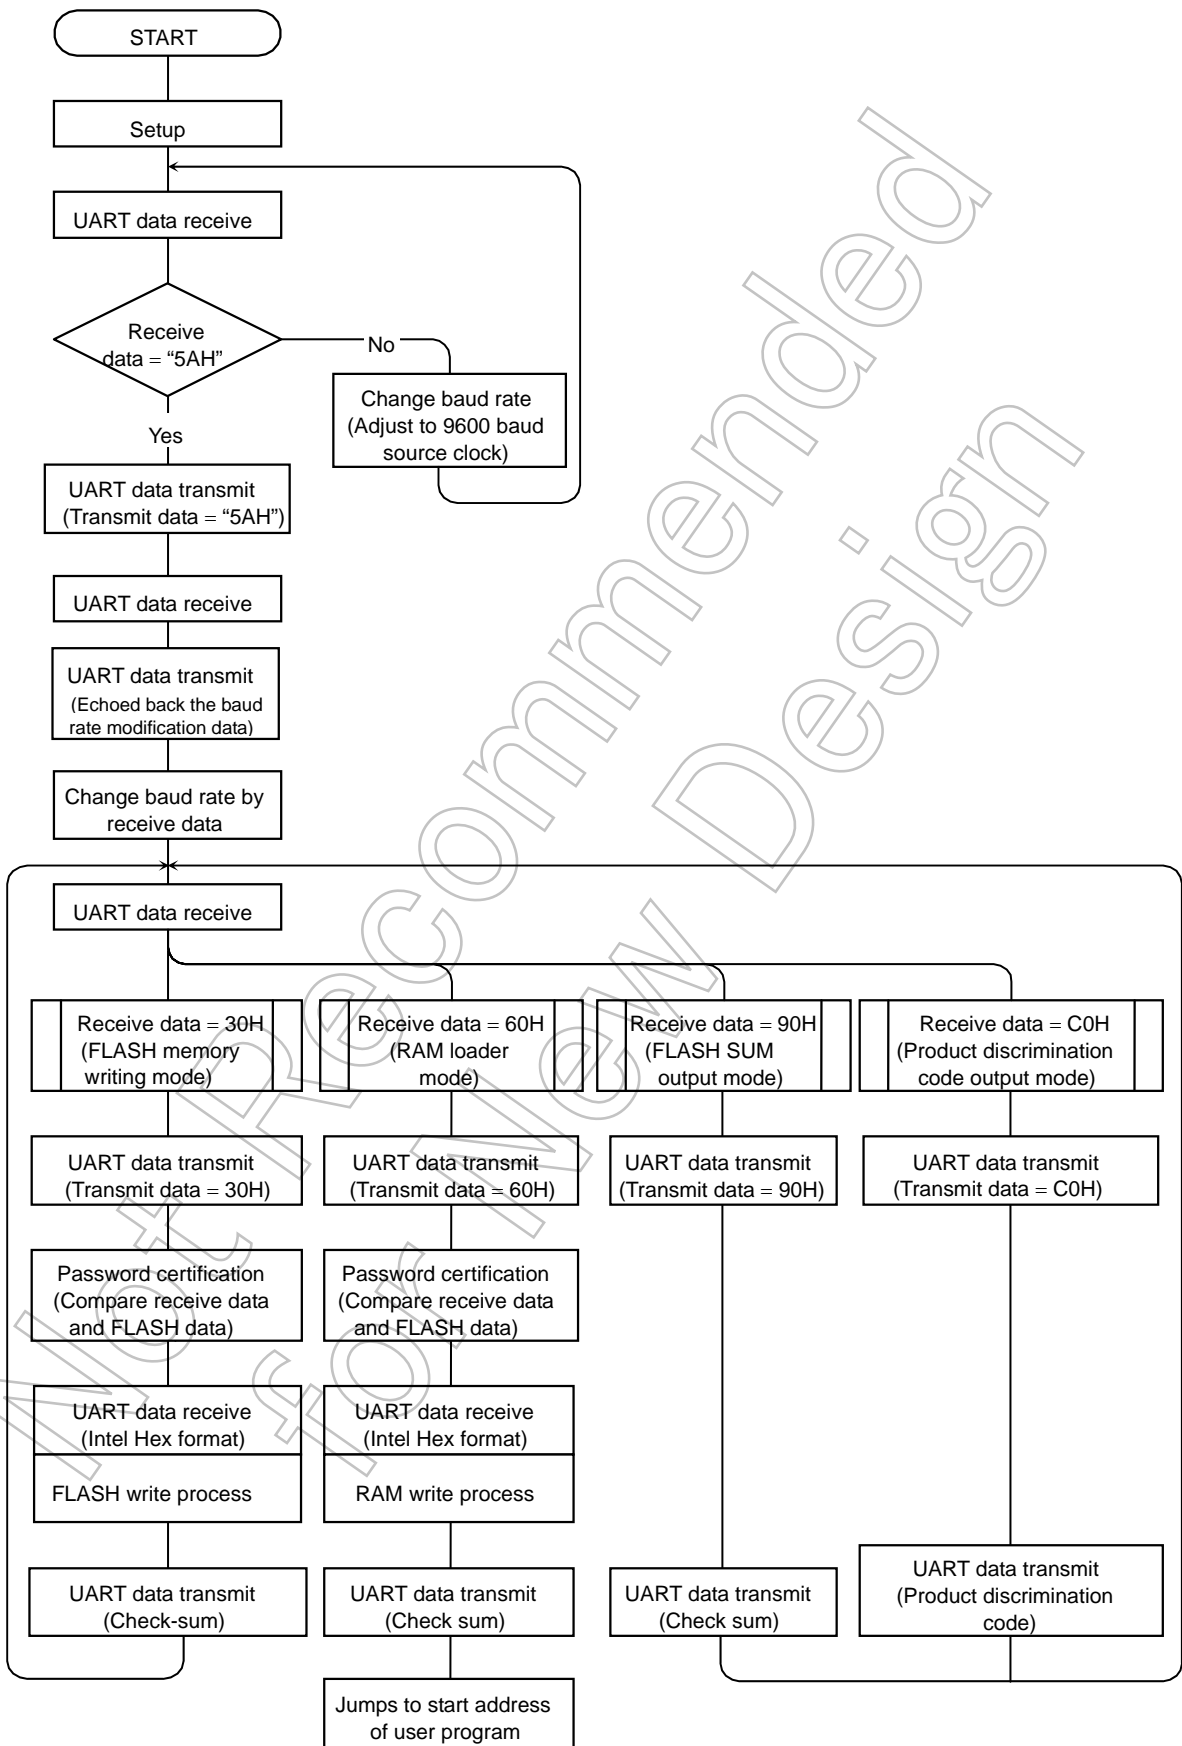 START
Setup
UART data receive
Receive
data = “5AH”
No
Change baud rate
(Adjust to 9600 baud
source clock)
Yes
UART data transmit
(Transmit data = “5AH”)
UART data receive
UART data transmit
(Echoed back the baud
rate modification data)
Change baud rate by
receive data
UART data receive
Receive data = 30H
(FLASH memory
writing mode)
Receive data = 60H
(RAM loader
mode)
Receive data = 90H
(FLASH SUM
output mode)
Receive data = C0H
(Product discrimination
code output mode)
UART data transmit
(Transmit data = 30H)
UART data transmit
(Transmit data = 60H)
UART data transmit
(Transmit data = 90H)
UART data transmit
(Transmit data = C0H)
Password certification
(Compare receive data
and FLASH data)
Password certification
(Compare receive data
and FLASH data)
UART data receive
(Intel Hex format)
FLASH write process
UART data receive
(Intel Hex format)
RAM write process
UART data transmit
(Check-sum)
UART data transmit
(Check sum)
UART data transmit
(Check sum)
UART data transmit
(Product discrimination
code)
Jumps to start address
of user program
Not Recommended
for New Design